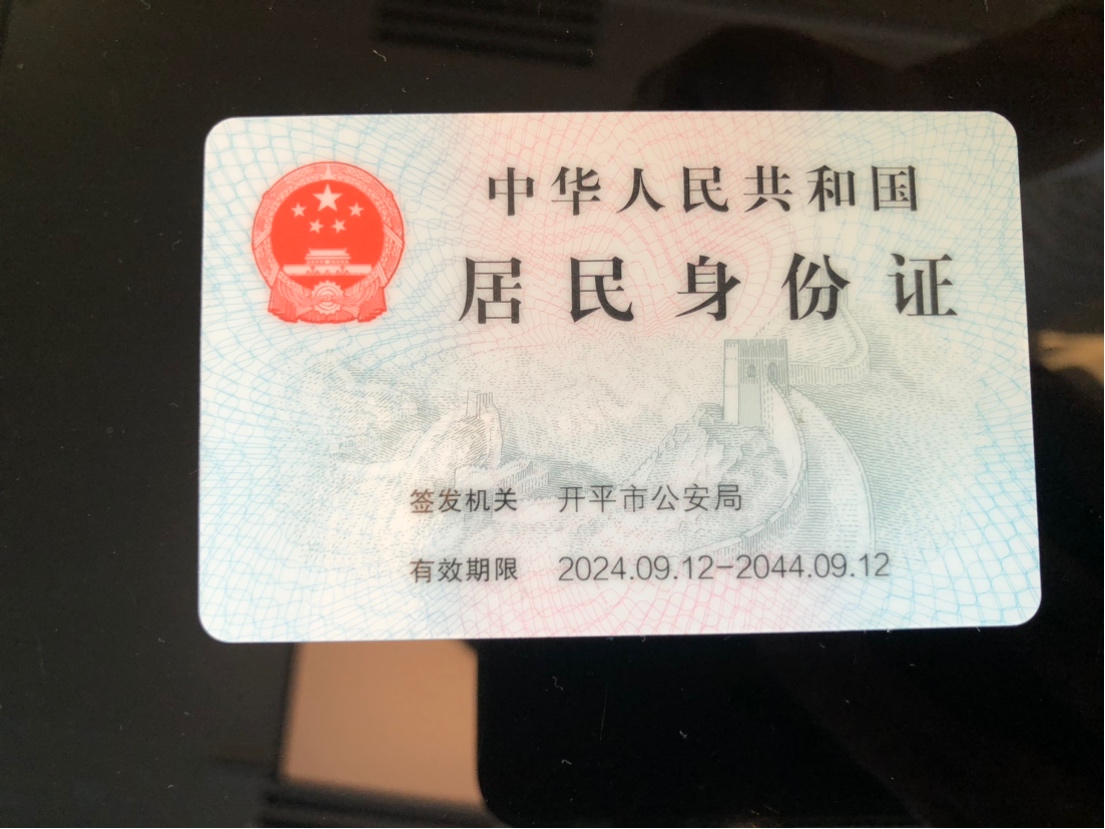 中华人民共和国
居民身份证
签发机关 开平市公安局
有效期限 2024.09.12-2044.09.12